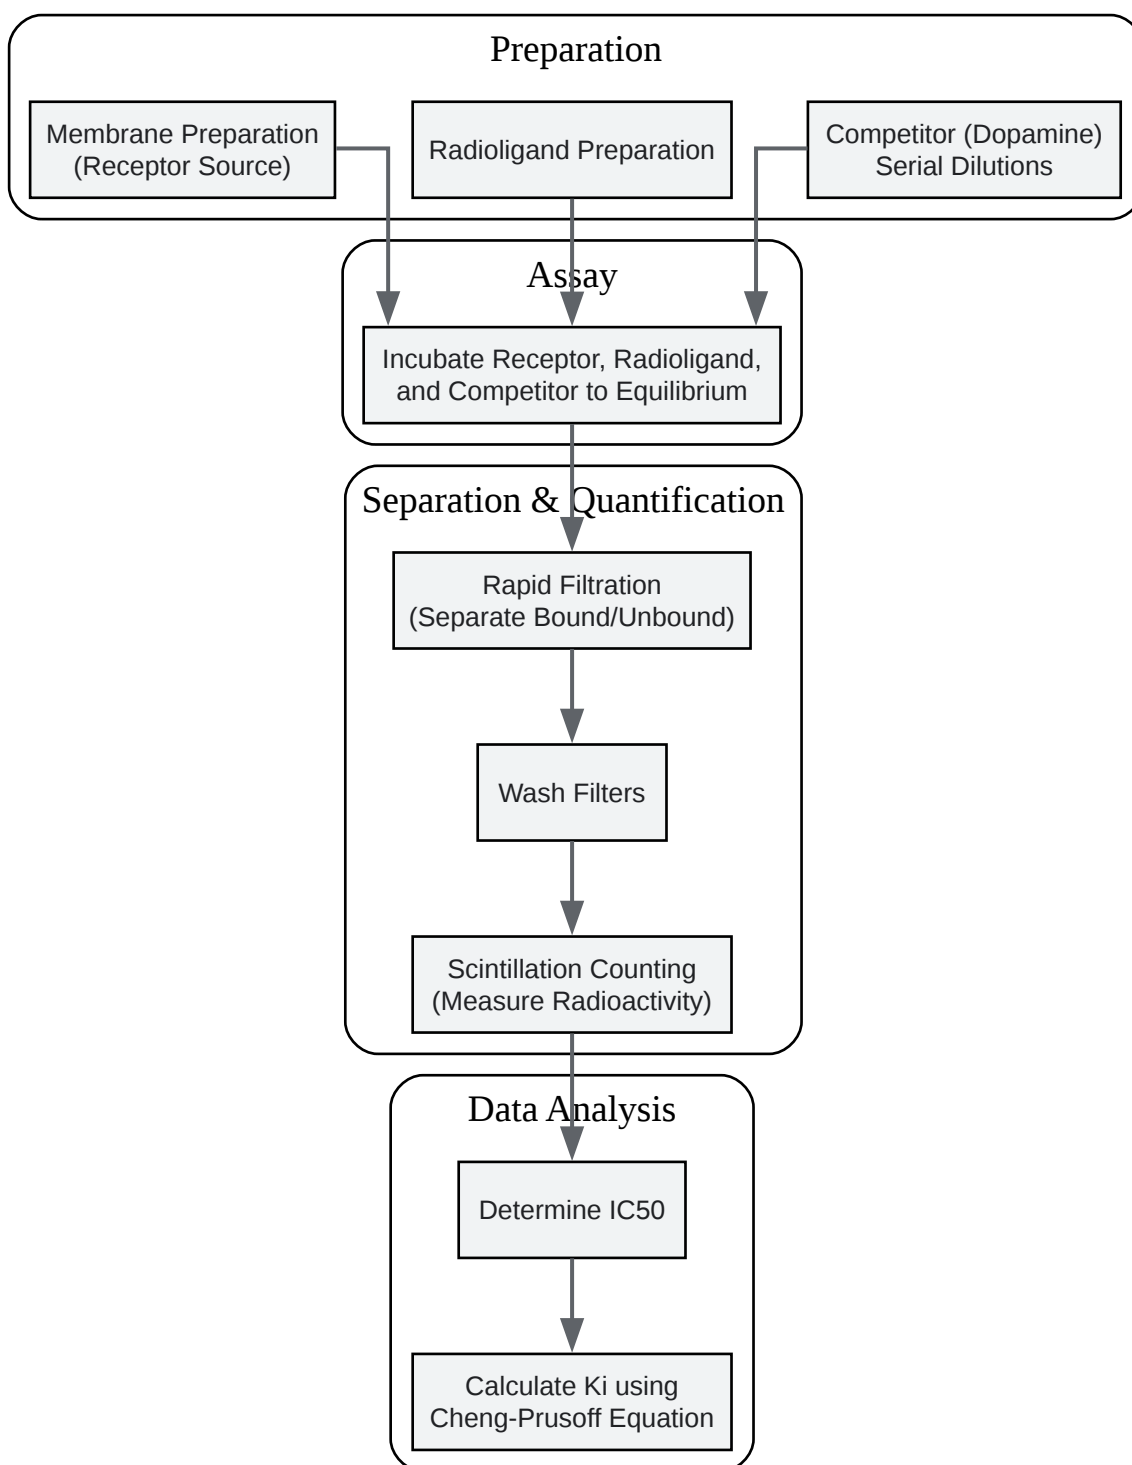 Preparation
Membrane Preparation
(Receptor Source)
Radioligand Preparation
Competitor (Dopamine)
Serial Dilutions
Assay
Incubate Receptor, Radioligand,
and Competitor to Equilibrium
Separation & Quantification
Rapid Filtration
(Separate Bound/Unbound)
Wash Filters
Scintillation Counting
(Measure Radioactivity)
Data Analysis
Determine IC50
Calculate Ki using
Cheng-Prusoff Equation